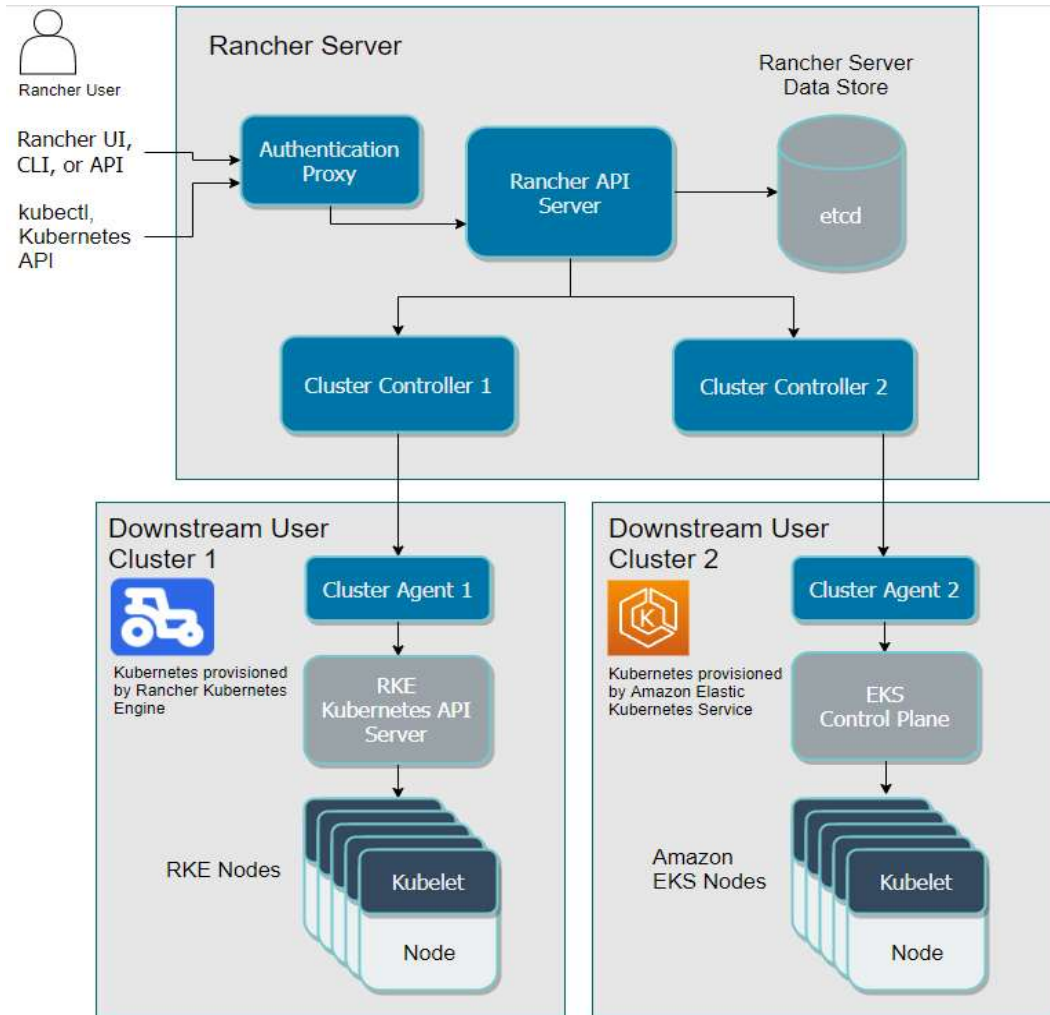 Rancher Server
Rancher User
Rancher Server
Data Store
Rancher UI,
CLI, or API
Authentication
Proxy
Rancher API
Server
etcd
kubectl,
Kubernetes
API
Cluster Controller 1
Cluster Controller 2
Downstream User
Cluster 1
Cluster Agent 1
Kubernetes provisioned
by Rancher Kubernetes
Engine
RKE
Kubernetes API
Server
RKE Nodes
Kubelet
Node
Downstream User
Cluster 2
Cluster Agent 2
K
Kubernetes provisioned
by Amazon Elastic
Kubernetes Service
EKS
Control Plane
Amazon
EKS Nodes
Kubelet
Node